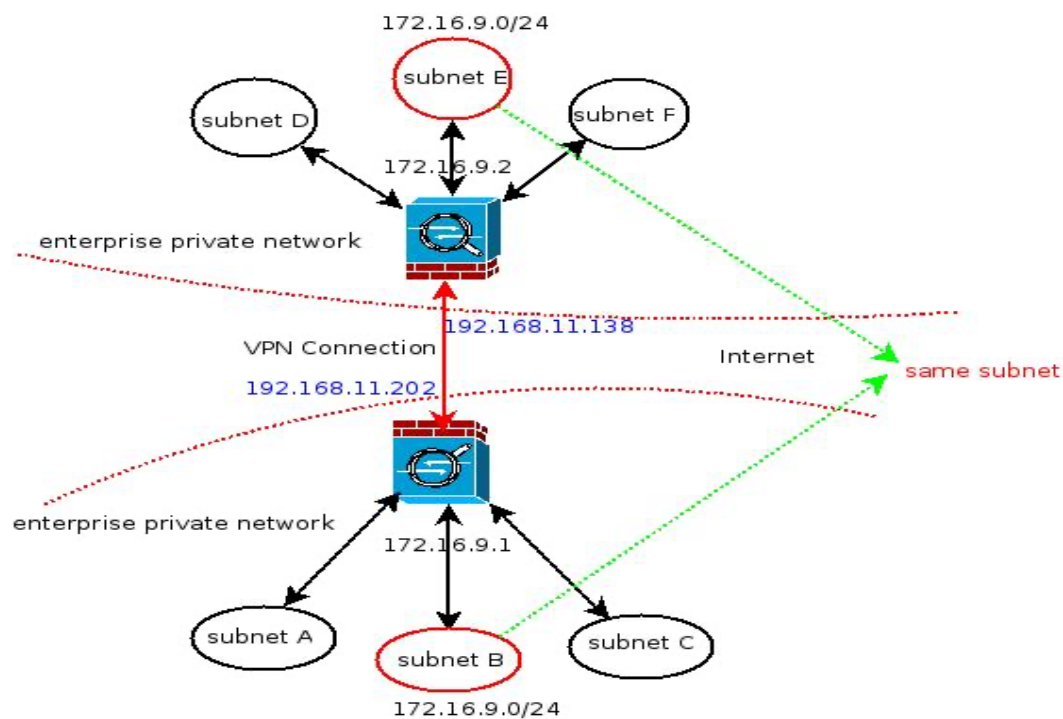 172.16.9.0/24
subnet E
subnet D
subnet F
172.16.9.2
enterprise private network
192.168.11.138
VPN Connection
Internet
same subnet
192.168.11.202
enterprise private network
172.16.9.1
subnet A
subnet B
subnet C
172.16.9.0/24